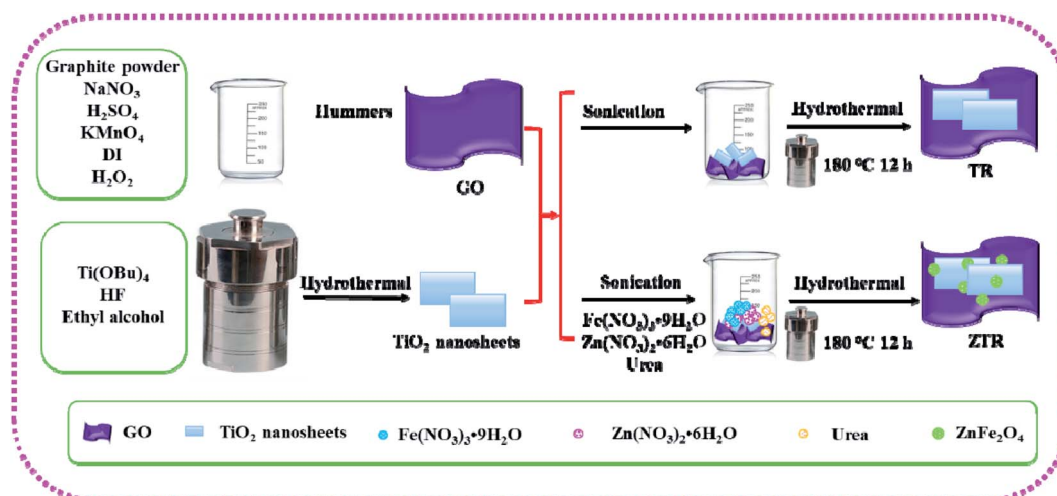 Graphite powder
NaNO₃
H₂SO₄
KMnO₄
DI
H₂O₂
Hummers
GO
Sonication
Hydrothermal
180 ⁰C 12 h
TR
Ti(OBu)₄
HF
Ethyl alcohol
Hydrothermal
TiO₂ nanosheets
Sonication
Fe(NO₃)₃•9H₂O
Zn(NO₃)₂•6H₂O
Urea
Hydrothermal
180 ⁰C 12 h
ZTR
GO TiO₂ nanosheets Fe(NO₃)₃•9H₂O Zn(NO₃)₂•6H₂O Urea ZnFe₂O₄